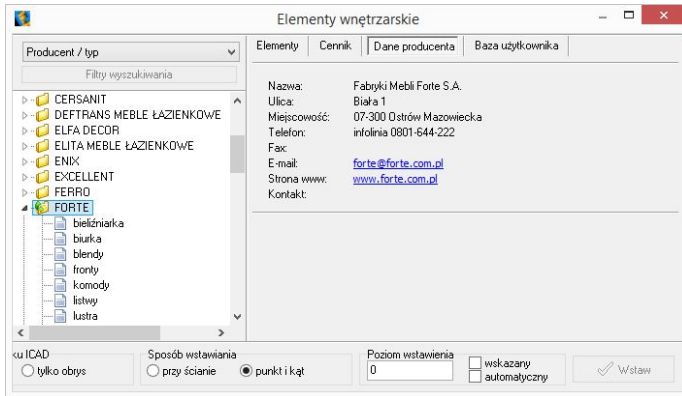 Elementy wnętrzarskie
Producent / typ
Filtry wyszukiwania
CERSANIT
DEFTRANS MEBLE ŁAZIENKOWE
ELFA DECOR
ELITA MEBLE ŁAZIENKOWE
ENIX
EXCELLENT
FERRO
FORTE
bieliźniarka
biurka
blendy
fronty
komody
listwy
lustra
Elementy Cennik Dane producenta Baza użytkownika
Nazwa: Fabryki Mebli Forte S.A.
Ulica: Biała 1
Miejscowość: 07-300 Ostrów Mazowiecka
Telefon: infolinia 0801-644-222
Fax:
E-mail: forte@forte.com.pl
Strona www: www.forte.com.pl
Kontakt:
ku ICAD
tylko obrys
Sposób wstawiania
przy ścianie punkt i kąt
Poziom wstawienia
0
wskazany
automatyczny
Wstaw